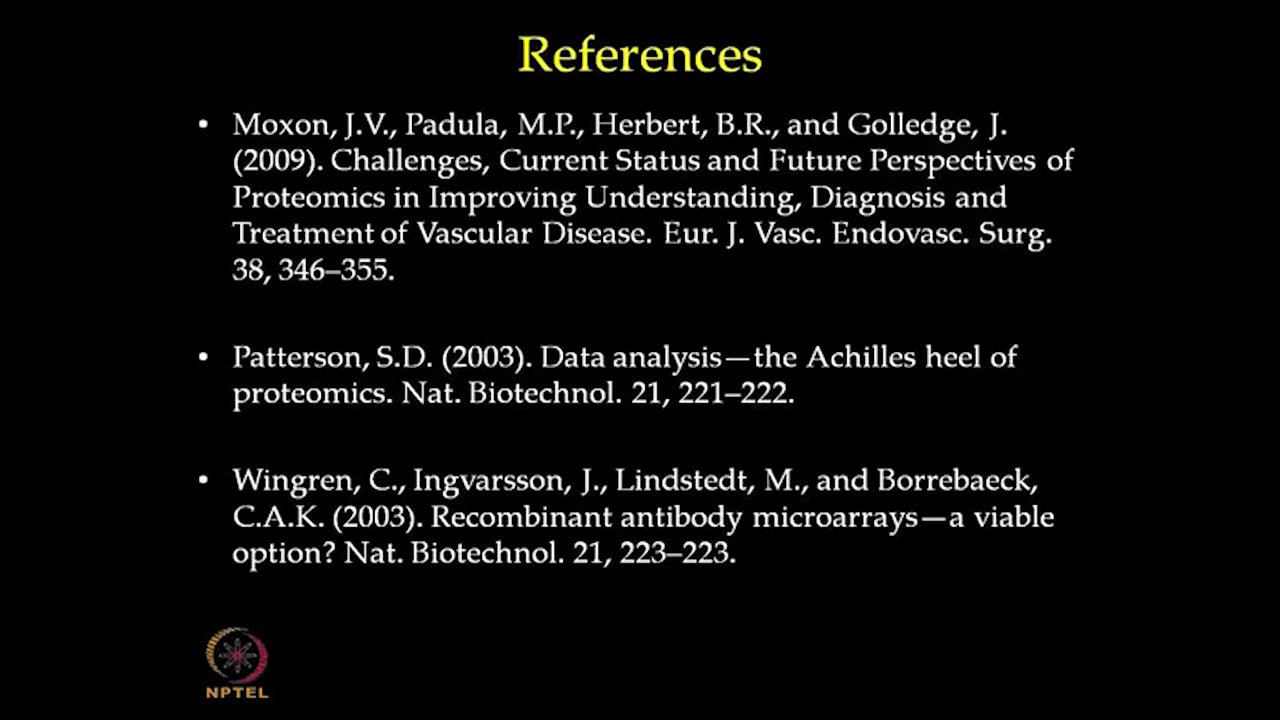 References
• Moxon, J.V., Padula, M.P., Herbert, B.R., and Golledge, J.
(2009). Challenges, Current Status and Future Perspectives of
Proteomics in Improving Understanding, Diagnosis and
Treatment of Vascular Disease. Eur. J. Vasc. Endovasc. Surg.
38, 346–355.
• Patterson, S.D. (2003). Data analysis—the Achilles heel of
proteomics. Nat. Biotechnol. 21, 221–222.
• Wingren, C., Ingvarsson, J., Lindstedt, M., and Borrebaeck,
C.A.K. (2003). Recombinant antibody microarrays—a viable
option? Nat. Biotechnol. 21, 223–223.
NPTEL